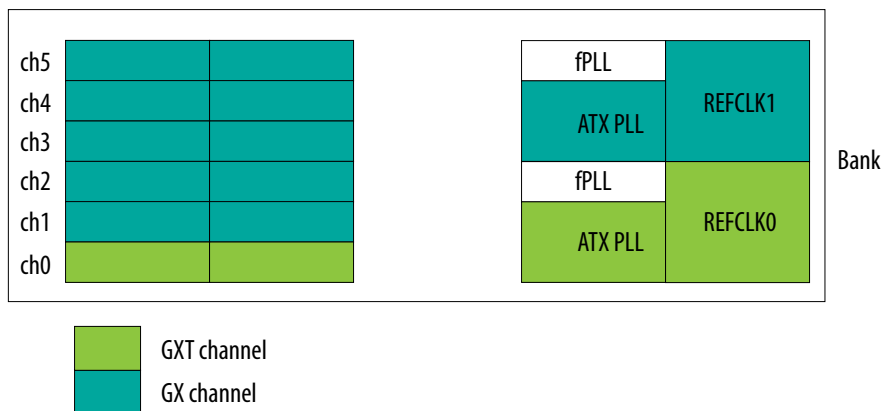 ch5
ch4
ch3
ch2
ch1
ch0
fPLL
ATX PLL
fPLL
ATX PLL
REFCLK1
REFCLK0
Bank
GXT channel
GX channel